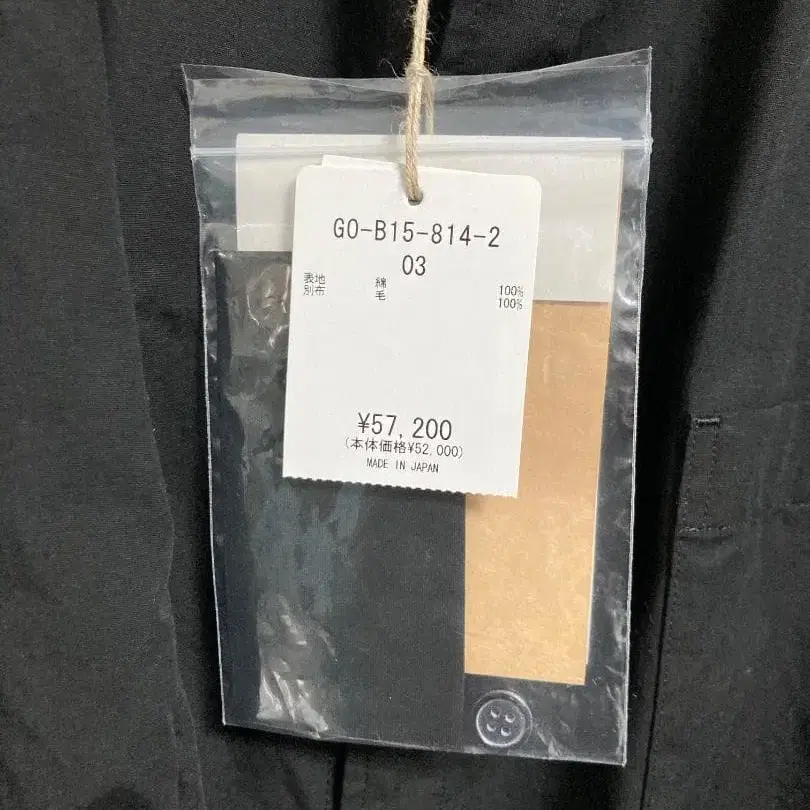 GO-B15-814-2
03
表地 綿 100%
別布 毛 100%
¥57,200
(本体価格¥52,000)
MADE IN JAPAN